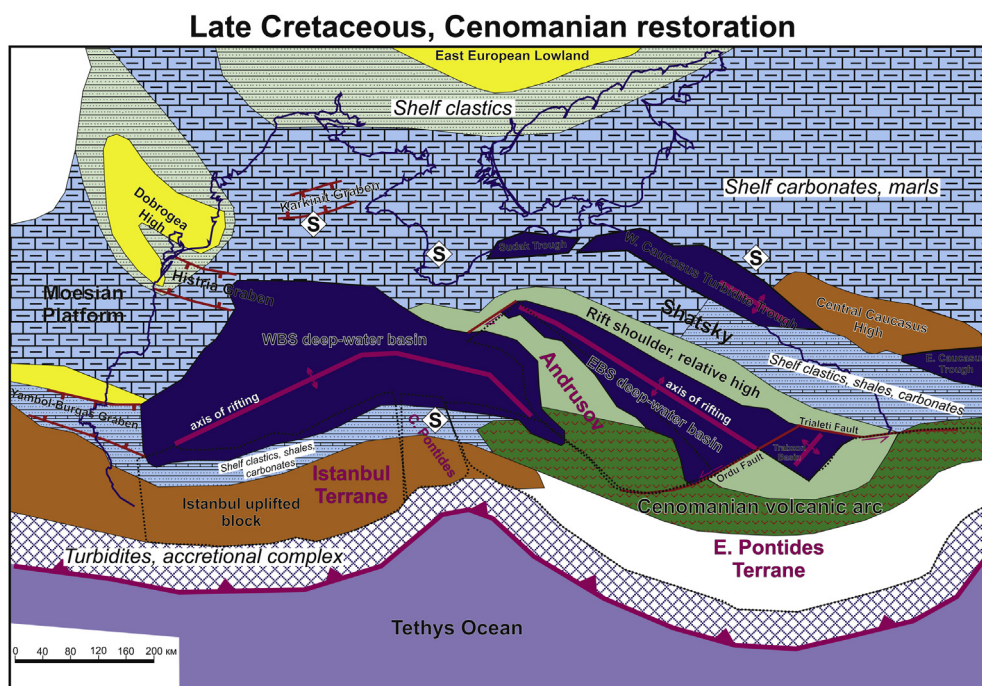 Late Cretaceous, Cenomanian restoration
East European Lowland
Shelf clastics
Karkinit Graben
S
Shelf carbonates, marls
Dobrogea
High
S
Sudak Trough
S
W. Caucasus Turbidite Trough
Histria Graben
Moesian
Platform
Central Caucasus
High
Shatsky
Rift shoulder, relative high
WBS deep-water basin
E. Caucasus
Trough
Shelf clastics, shales, carbonates
Andrusov
EBS deep-water basin
axis of rifting
axis of rifting
Yambol-Burgas Graben
S
C. Pontides
Trialeti Fault
Trabzon
Basin
Ordu Fault
Shelf clastics, shales,
carbonates
Istanbul
Terrane
Istanbul uplifted
block
Cenomanian volcanic arc
Turbidites, accretional complex
E. Pontides
Terrane
Tethys Ocean
0 40 80 120 160 200 км